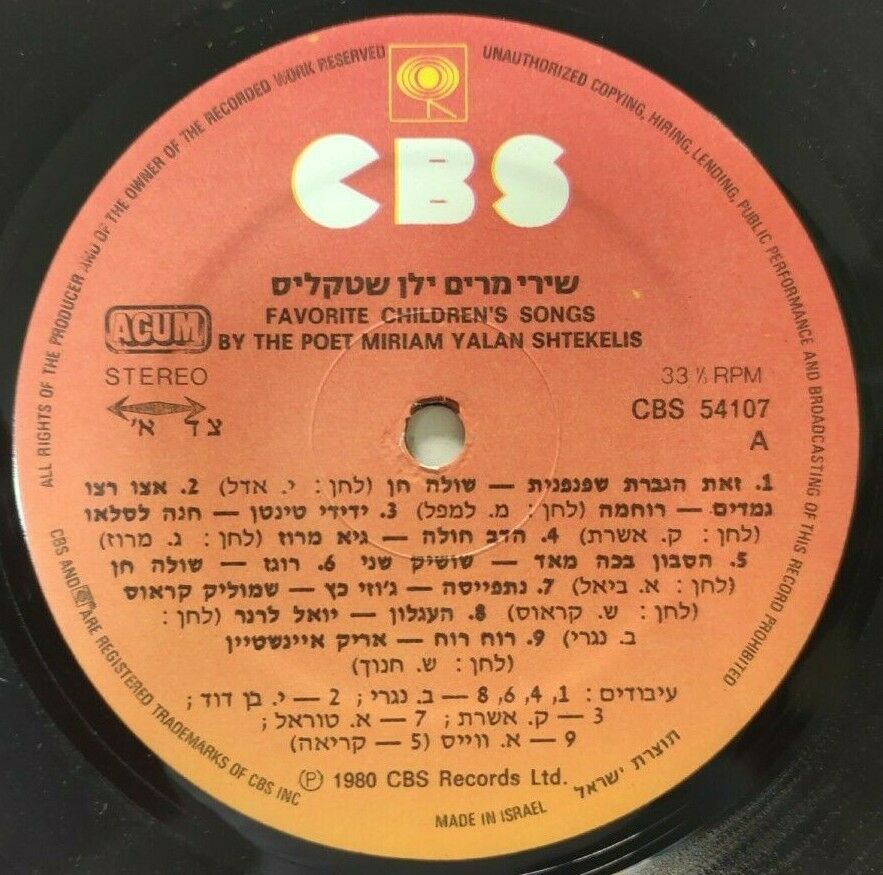 ALL RIGHTS OF THE PRODUCER AND OF THE OWNER OF THE RECORDED WORK RESERVED
UNAUTHORIZED COPYING, HIRING, LENDING, PUBLIC PERFORMANCE AND BROADCASTING OF THIS RECORD PROHIBITED
CBS
שירי מרים ילן שטקליס
FAVORITE CHILDREN'S SONGS
BY THE POET MIRIAM YALAN SHTEKELIS
ACUM
STEREO
צד א'
33 ⅓ RPM
CBS 54107
A
1. זאת הגברת שפנפנית — שולה חן (לחן: י. אדל) 2. אצו רצו
גמדים — רוחמה (לחן: מ. למפל) 3. ידידי טינטן — חנה לסלאו
(לחן: ק. אשרת) 4. הדב חולה — גיא מרוז (לחן: ג. מרוז)
5. הסבון בכה מאד — שושיק שני 6. רוגז — שולה חן
(לחן: א. ביאל) 7. נתפייסה — ג'וזי כץ — שמוליק קראוס
(לחן: ש. קראוס) 8. העגלון — יואל לרנר (לחן:
ב. נגרי) 9. רוח רוח — אריק איינשטיין
(לחן: ש. חנוך)
עיבודים: 1, 4, 6, 8 — ב. נגרי; 2 — י. בן דוד;
3 — ק. אשרת; 7 — א. טוראל;
9 — א. ווייס (5 — קריאה)
Ⓟ 1980 CBS Records Ltd.
CBS AND ARE REGISTERED TRADEMARKS OF CBS INC
MADE IN ISRAEL
תוצרת ישראל